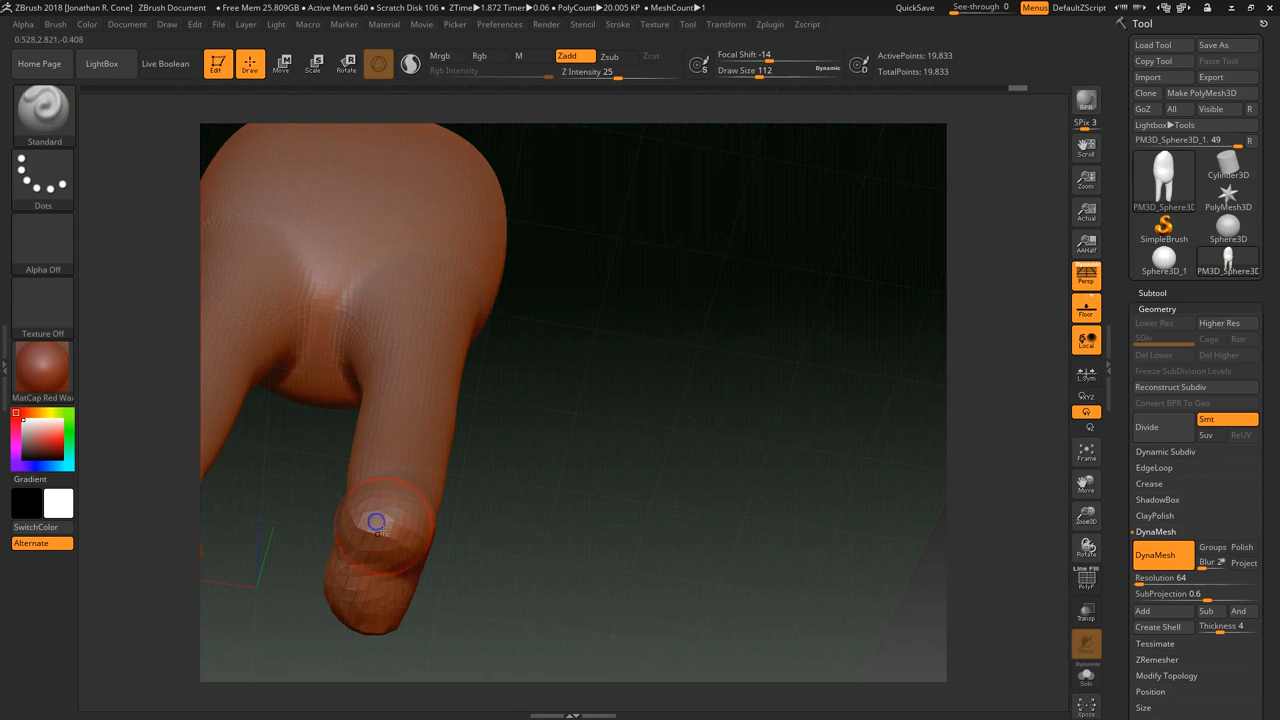 ZBrush 2018 [Jonathan R. Cone] ZBrush Document • Free Mem 25.809GB • Active Mem 640 • Scratch Disk 106 • ZTime▶1.872 Timer▶0.06 • PolyCount▶20.005 KP • MeshCount▶1 QuickSave See-through 0 Menus DefaultZScript
Alpha Brush Color Document Draw Edit File Layer Light Macro Marker Material Movie Picker Preferences Render Stencil Stroke Texture Tool Transform Zplugin Zscript
0.528,2.821,-0.408
Home Page LightBox Live Boolean Edit Draw Move Scale Rotate
Mrgb Rgb M Zadd Zsub Zcut
Rgb Intensity Z Intensity 25
Focal Shift -14
Draw Size 112 Dynamic
S D
ActivePoints: 19,833
TotalPoints: 19,833
Standard
Dots
Alpha Off
Texture Off
MatCap Red Wax
Gradient
SwitchColor
Alternate
BPR
SPix 3
Scroll
Zoom
Actual
AAHalf
Dynamic
Persp
Floor
Local
L.Sym
XYZ
Frame
Move
Zoom3D
Rotate
Line Fill
PolyF
Transp
Dynamic
Solo
Xpose
Tool
Load Tool Save As
Copy Tool Paste Tool
Import Export
Clone Make PolyMesh3D
GoZ All Visible R
Lightbox▶Tools
PM3D_Sphere3D_1. 49 R
PM3D_Sphere3D Cylinder3D
PolyMesh3D
SimpleBrush Sphere3D
Sphere3D_1 PM3D_Sphere3D
Subtool
Geometry
Lower Res Higher Res
SDiv Cage Rstr
Del Lower Del Higher
Freeze SubDivision Levels
Reconstruct Subdiv
Convert BPR To Geo
Divide Smt
Suv ReUV
Dynamic Subdiv
EdgeLoop
Crease
ShadowBox
ClayPolish
DynaMesh
DynaMesh Groups Polish
Blur 2 Project
Resolution 64
SubProjection 0.6
Add Sub And
Create Shell Thickness 4
Tessimate
ZRemesher
Modify Topology
Position
Size